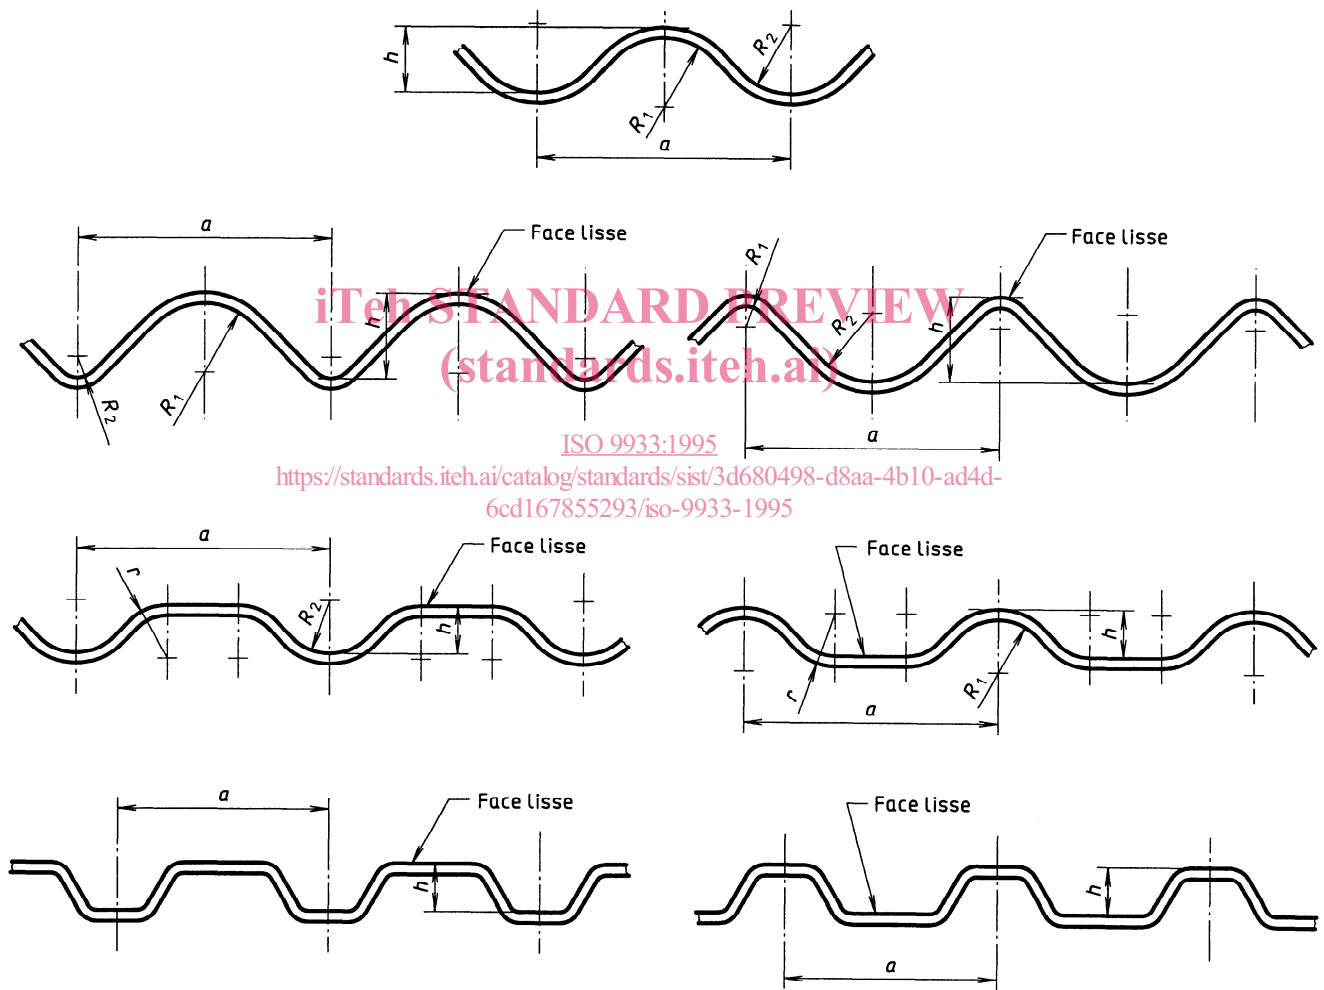 h
R2
R1
a
a
Face lisse
R1
Face lisse
iTeh STANDARD PREVIEW
h
R2
h
(standards.iteh.ai)
R2
R1
a
ISO 9933:1995
https://standards.iteh.ai/catalog/standards/sist/3d680498-d8aa-4b10-ad4d-
6cd167855293/iso-9933-1995
a
Face lisse
Face lisse
r
R2
h
h
r
R1
a
a
Face lisse
Face lisse
h
h
a